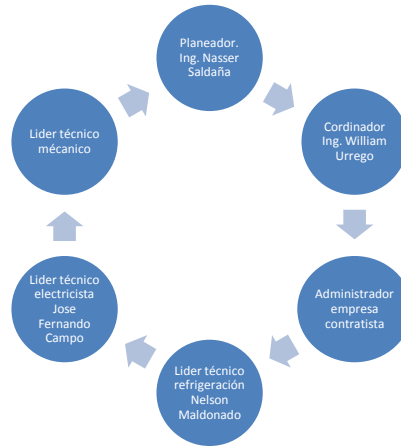 Planeador.
Ing. Nasser
Saldaña
Cordinador
Ing. William
Urrego
Administrador
empresa
contratista
Lider técnico
refrigeración
Nelson
Maldonado
Lider técnico
electricista
Jose
Fernando
Campo
Lider técnico
mécanico